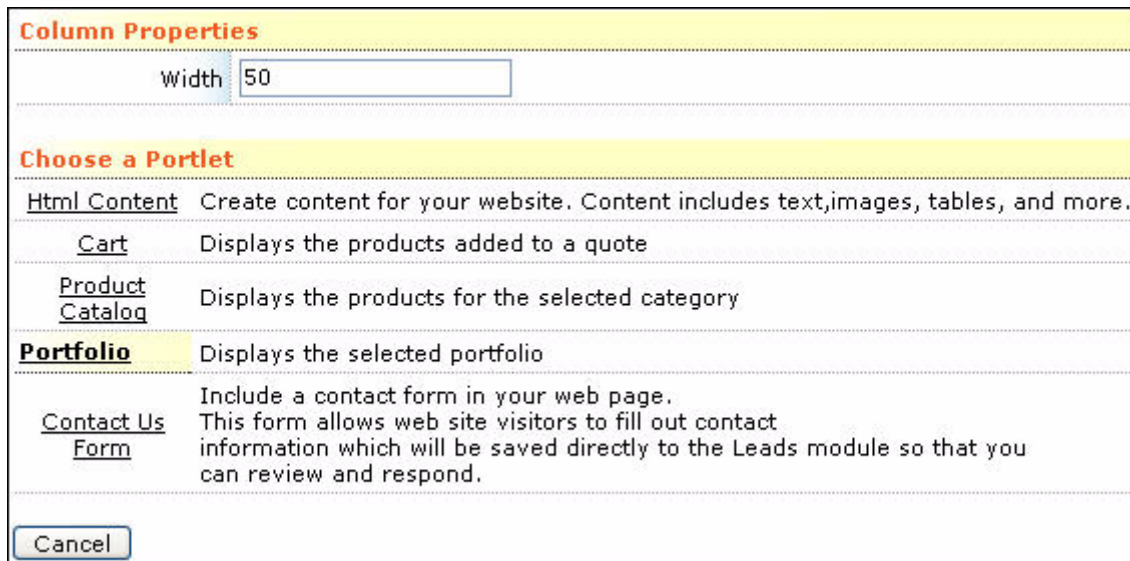 Column Properties
Width 50
Choose a Portlet
Html Content Create content for your website. Content includes text,images, tables, and more.
Cart Displays the products added to a quote
Product
Catalog
Displays the products for the selected category
Portfolio Displays the selected portfolio
Contact Us
Form
Include a contact form in your web page.
This form allows web site visitors to fill out contact
information which will be saved directly to the Leads module so that you
can review and respond.
Cancel